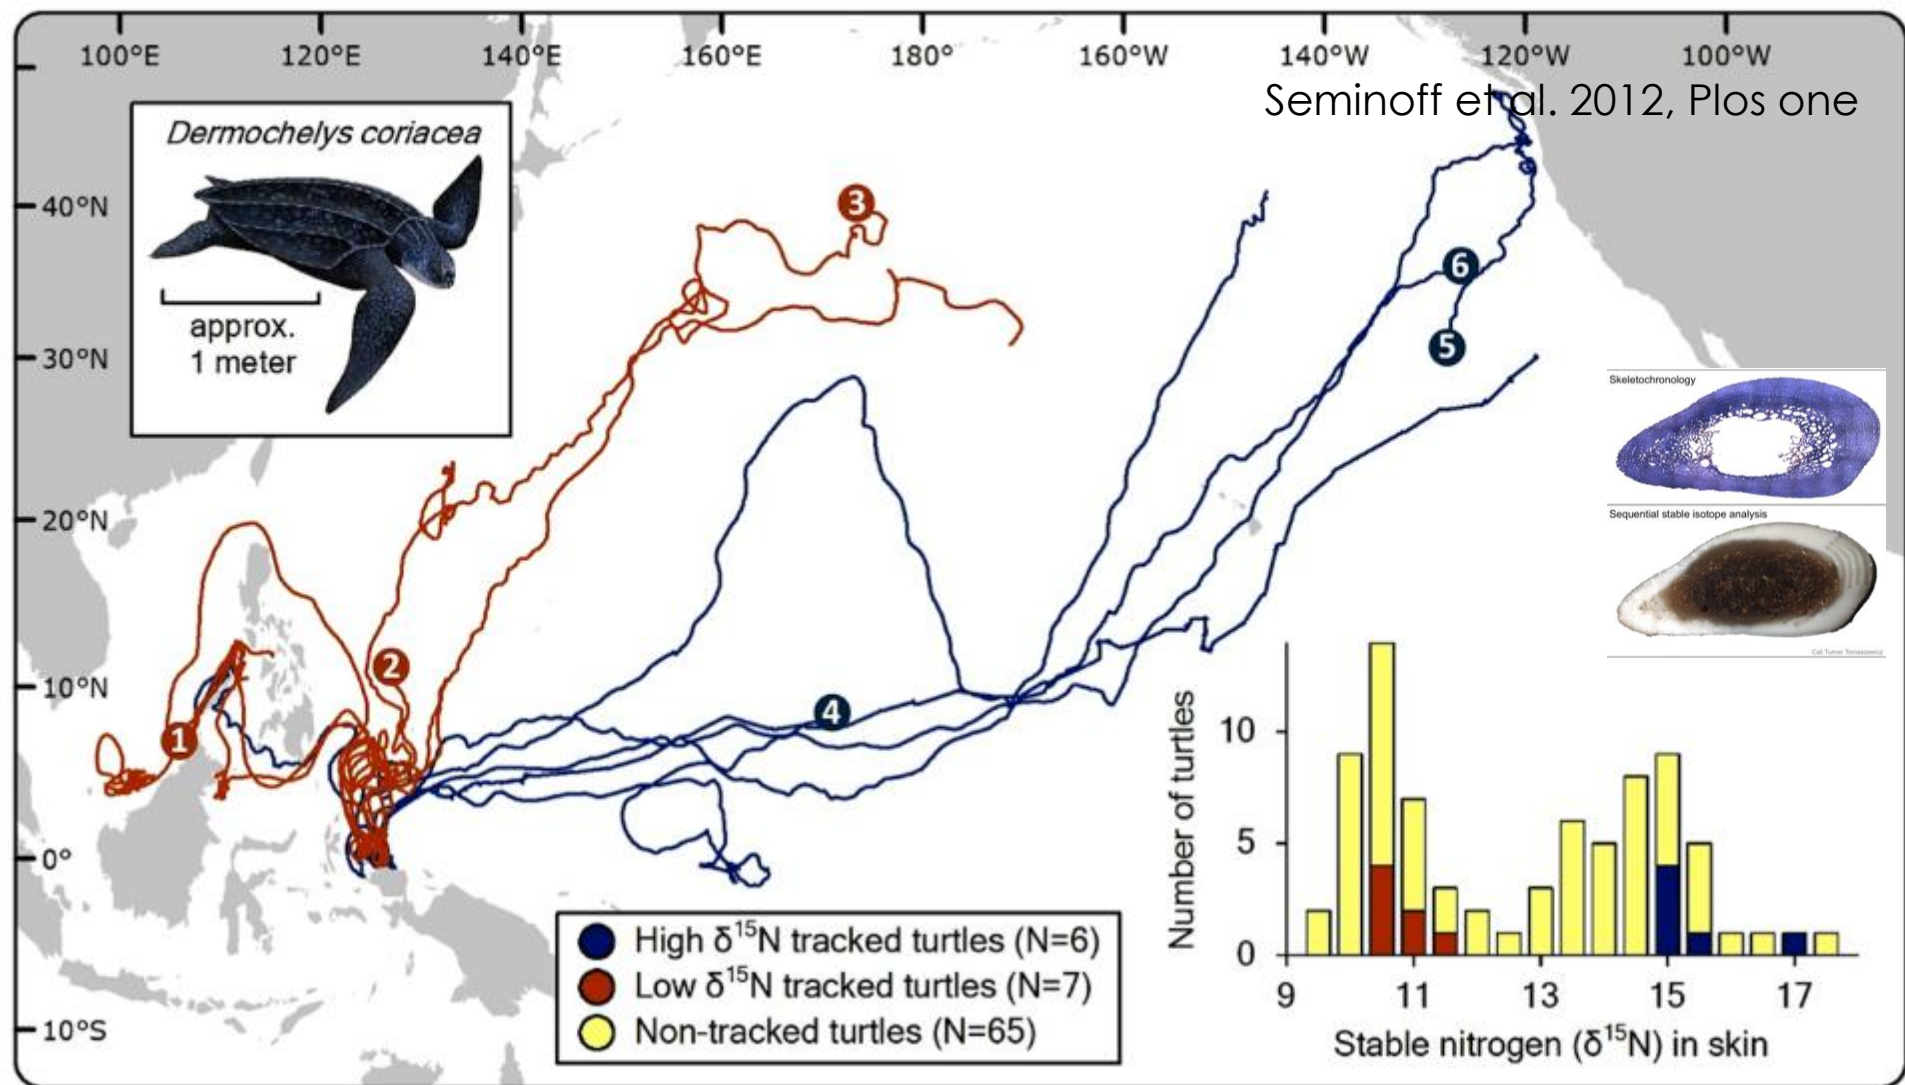 100°E 120°E 140°E 160°E 180° 160°W 140°W 120°W 100°W
Seminoff et al. 2012, Plos one
Dermochelys coriacea
approx.
1 meter
40°N
30°N
20°N
10°N
0°
10°S
3
6
5
2
1
4
Skeletochronology
Sequential stable isotope analysis
Cali Turner Tomaszewicz
High δ¹⁵N tracked turtles (N=6)
Low δ¹⁵N tracked turtles (N=7)
Non-tracked turtles (N=65)
Number of turtles
10
5
0
9 11 13 15 17
Stable nitrogen (δ¹⁵N) in skin